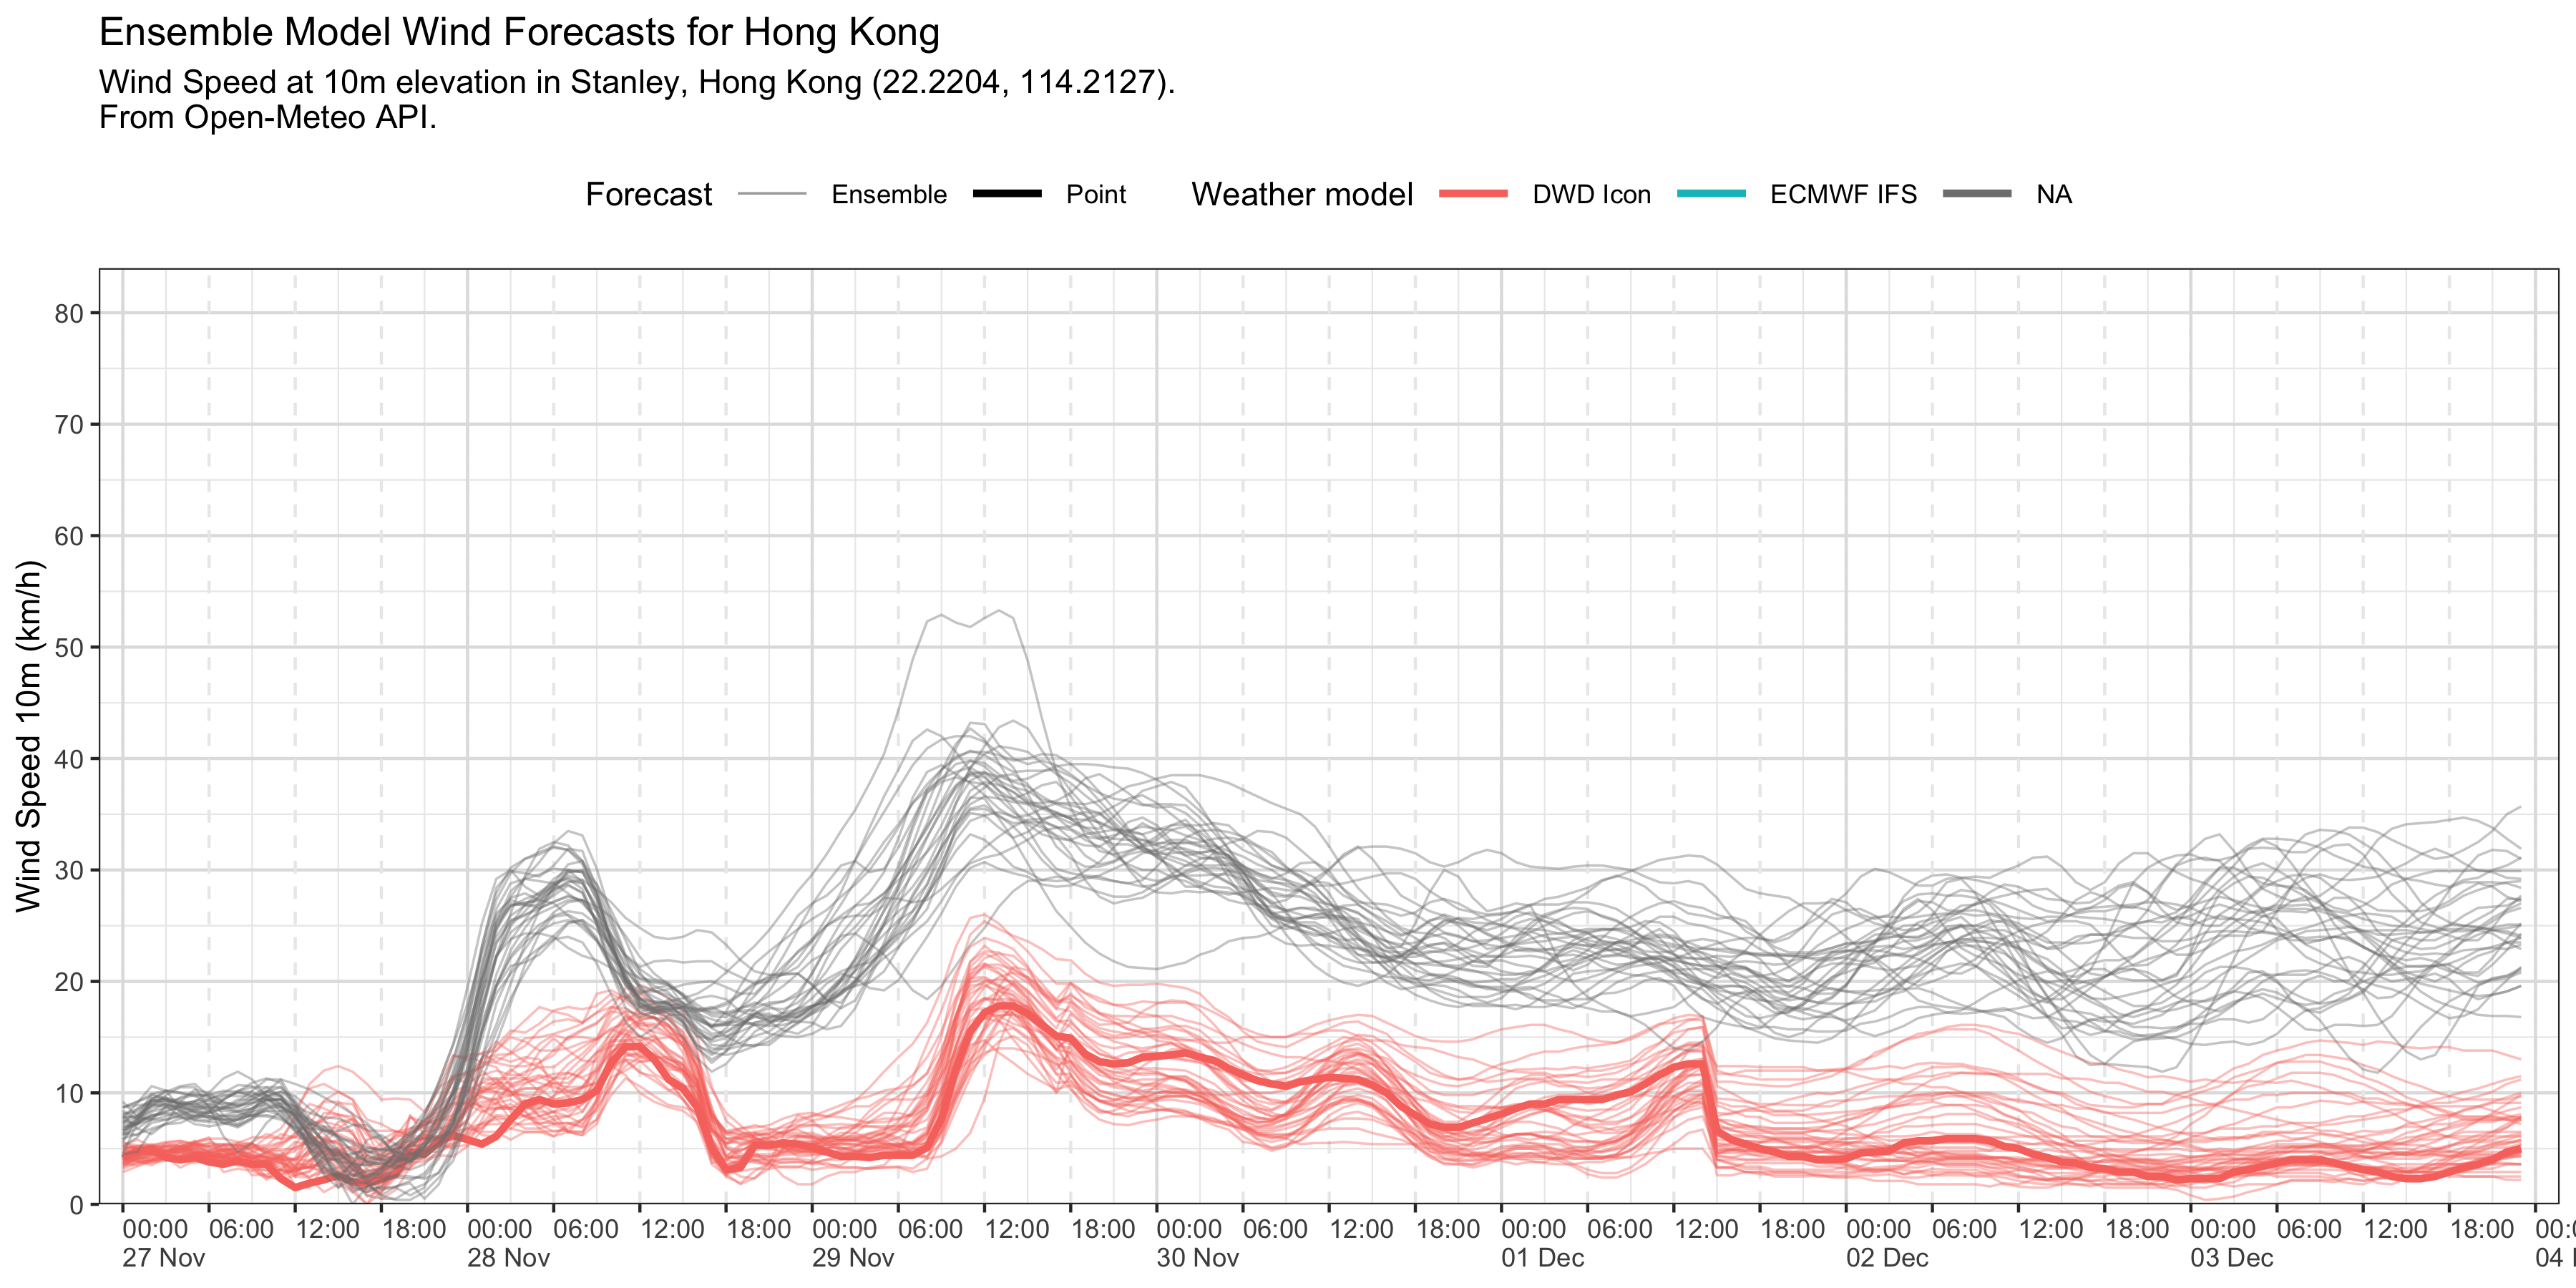 Ensemble Model Wind Forecasts for Hong Kong
Wind Speed at 10m elevation in Stanley, Hong Kong (22.2204, 114.2127).
From Open-Meteo API.
Forecast Ensemble Point Weather model DWD Icon ECMWF IFS NA
Wind Speed 10m (km/h)
80
70
60
50
40
30
20
10
0
00:00 06:00 12:00 18:00 00:00 06:00 12:00 18:00 00:00 06:00 12:00 18:00 00:00 06:00 12:00 18:00 00:00 06:00 12:00 18:00 00:00 06:00 12:00 18:00 00:00 06:00 12:00 18:00
27 Nov 28 Nov 29 Nov 30 Nov 01 Dec 02 Dec 03 Dec 04